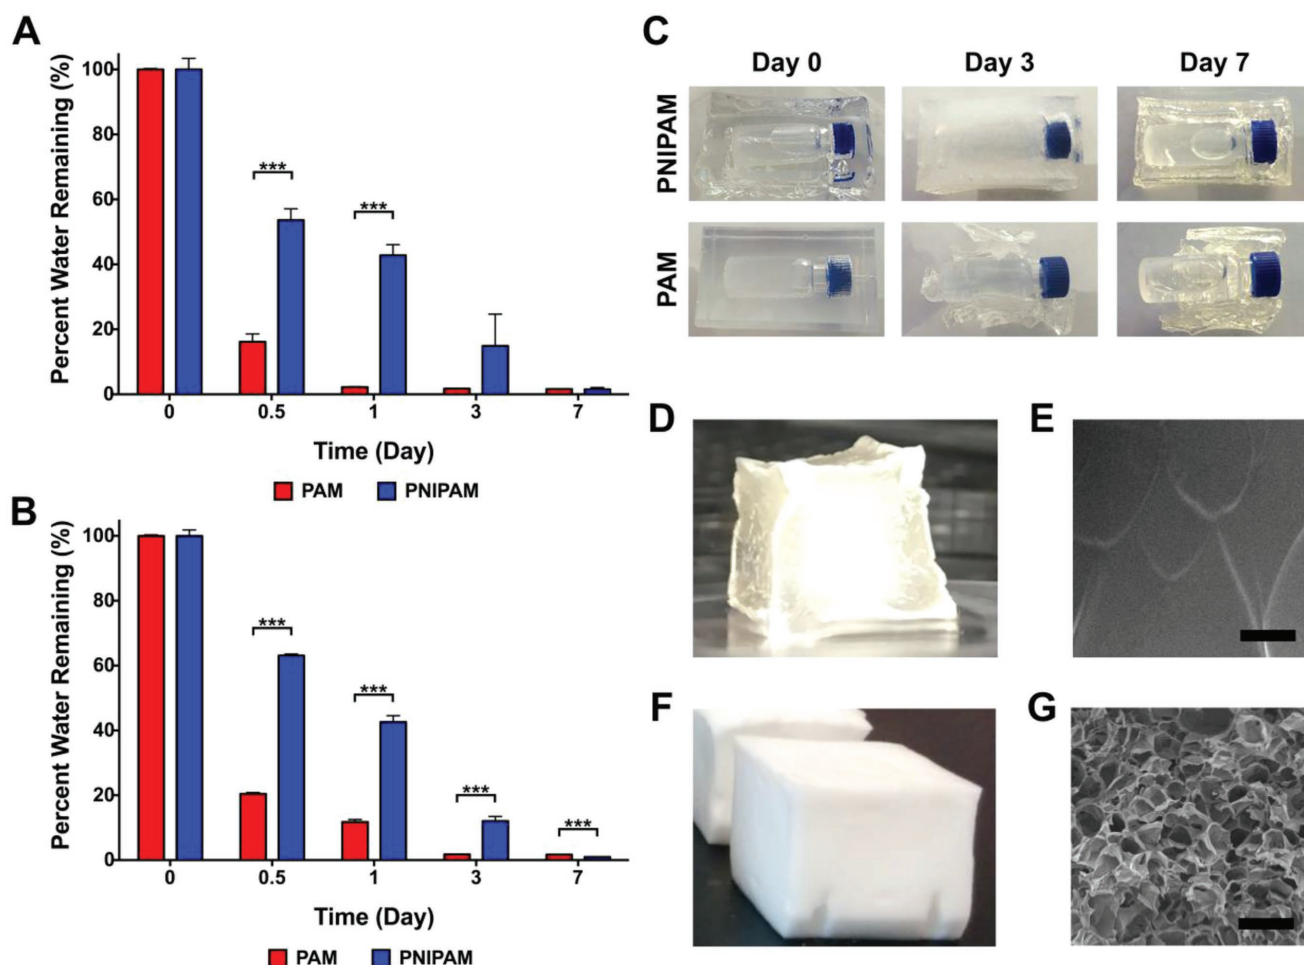 A
Percent Water Remaining (%)
100
80
60
40
20
0
***
***
0 0.5 1 3 7
Time (Day)
PAM PNIPAM
B
Percent Water Remaining (%)
100
80
60
40
20
0
***
***
***
***
0 0.5 1 3 7
Time (Day)
PAM PNIPAM
C
Day 0 Day 3 Day 7
PNIPAM
PAM
D
E
F
G